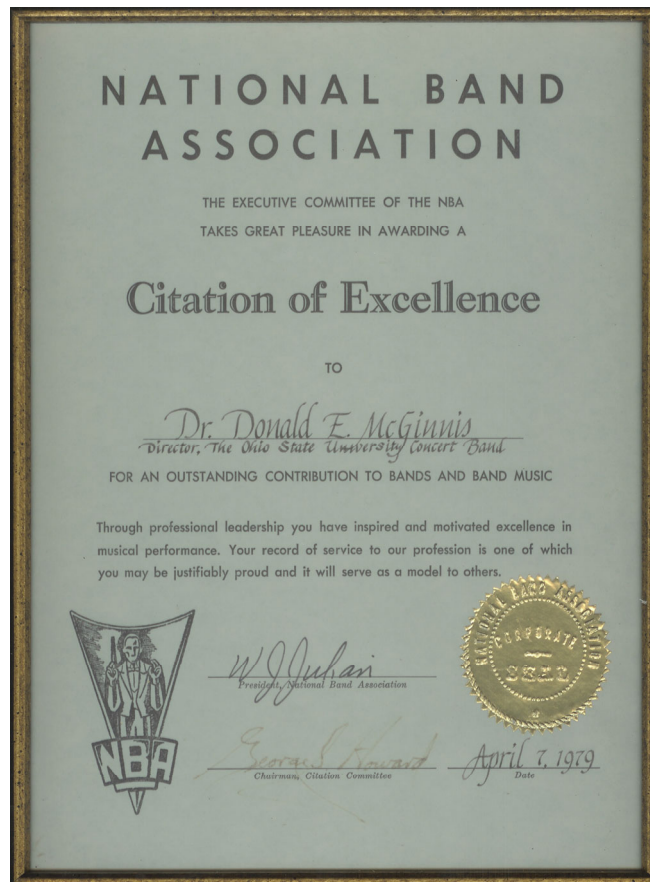 NATIONAL BAND
ASSOCIATION
THE EXECUTIVE COMMITTEE OF THE NBA
TAKES GREAT PLEASURE IN AWARDING A
Citation of Excellence
TO
Dr. Donald E. McGinnis
Director, The Ohio State University Concert Band
FOR AN OUTSTANDING CONTRIBUTION TO BANDS AND BAND MUSIC
Through professional leadership you have inspired and motivated excellence in
musical performance. Your record of service to our profession is one of which
you may be justifiably proud and it will serve as a model to others.
NATIONAL BAND ASSOCIATION
CORPORATE
SEAL
W J Julian
President, National Band Association
NBA
George S. Howard
Chairman, Citation Committee
April 7, 1979
Date